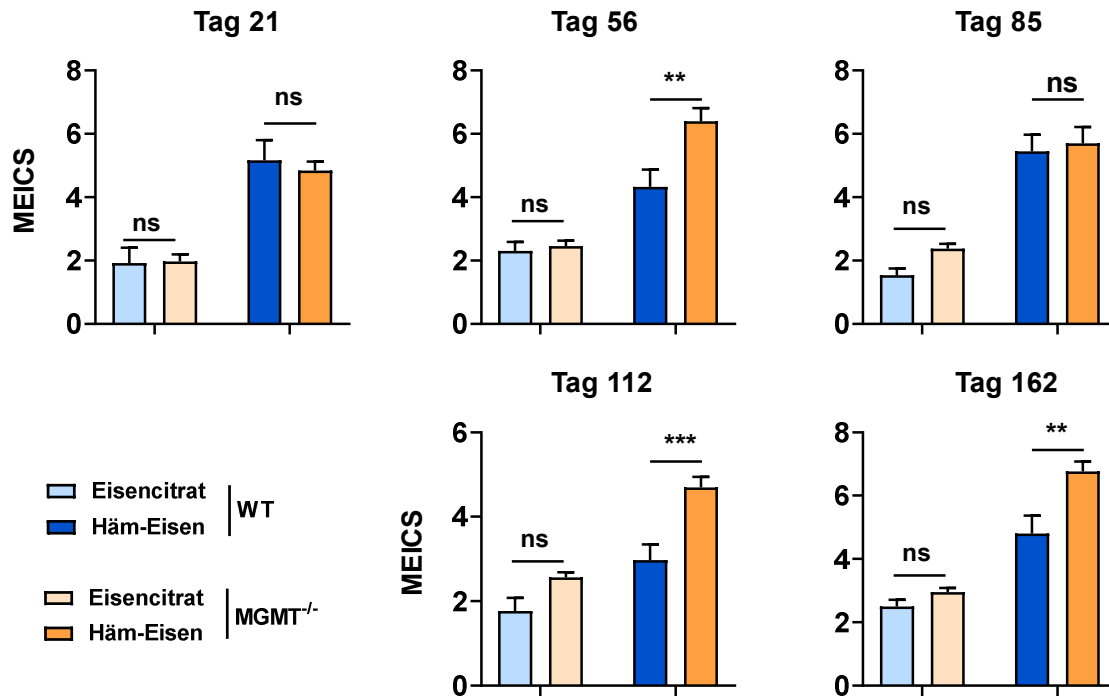 Tag 21
Tag 56
Tag 85
MEICS
8
6
4
2
0
ns
ns
8
6
4
2
0
ns
**
8
6
4
2
0
ns
ns
Tag 112
Tag 162
MEICS
6
4
2
0
ns
***
8
6
4
2
0
ns
**
Eisencitrat
Häm-Eisen
WT
Eisencitrat
Häm-Eisen
MGMT-/-